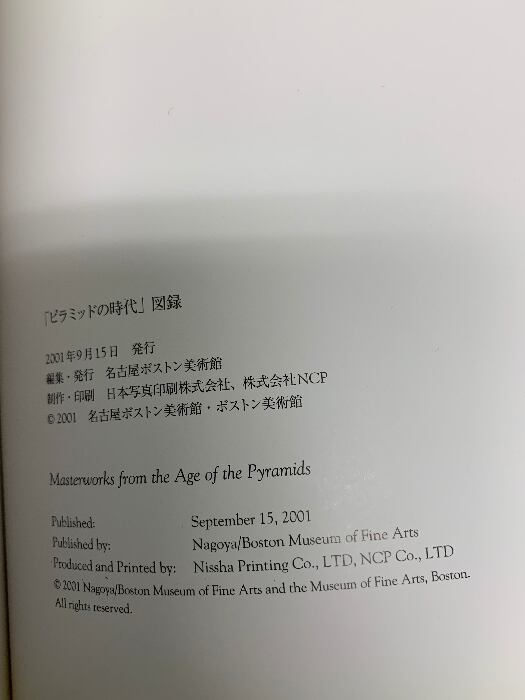 「ピラミッドの時代」図録
2001年9月15日 発行
編集・発行 名古屋ボストン美術館
制作・印刷 日本写真印刷株式会社、株式会社NCP
©2001 名古屋ボストン美術館・ボストン美術館
Masterworks from the Age of the Pyramids
Published: September 15, 2001
Published by: Nagoya/Boston Museum of Fine Arts
Produced and Printed by: Nissha Printing Co., LTD, NCP Co., LTD
©2001 Nagoya/Boston Museum of Fine Arts and the Museum of Fine Arts, Boston.
All rights reserved.